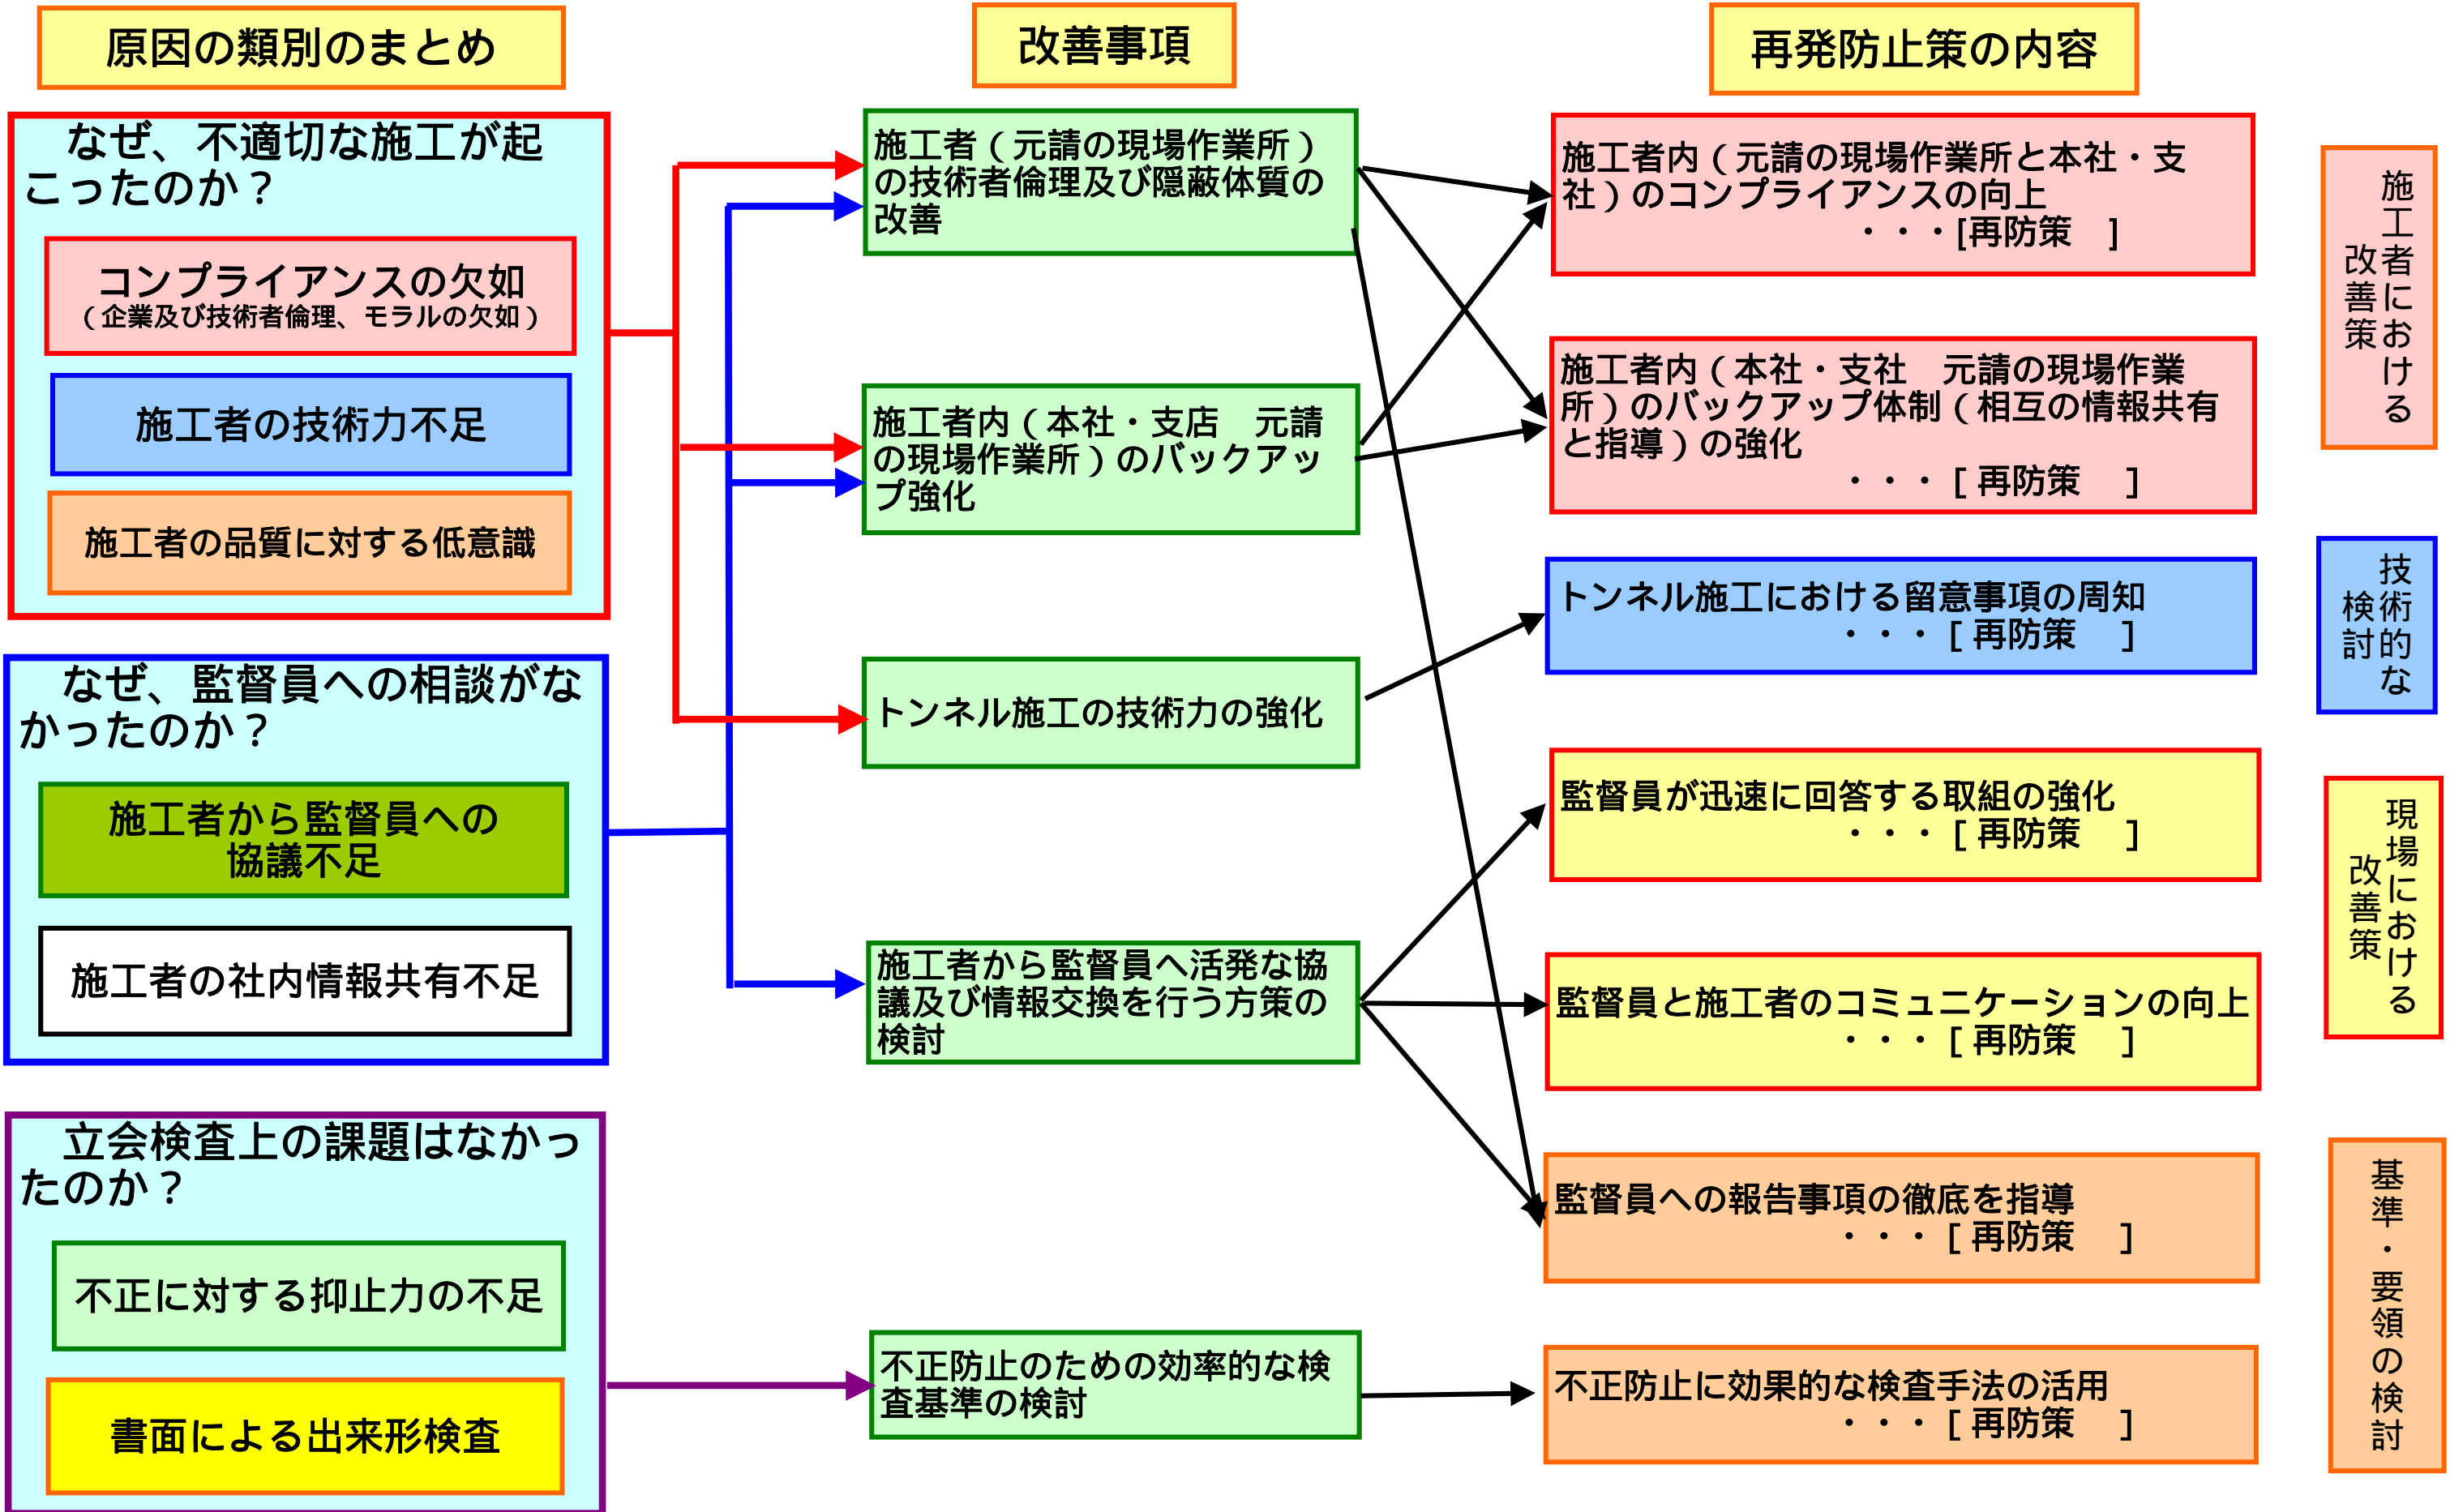 原因の類別のまとめ
なぜ、不適切な施工が起
こったのか？
コンプライアンスの欠如
（企業及び技術者倫理、モラルの欠如）
施工者の技術力不足
施工者の品質に対する低意識
なぜ、監督員への相談がな
かったのか？
施工者から監督員への
協議不足
施工者の社内情報共有不足
立会検査上の課題はなかっ
たのか？
不正に対する抑止力の不足
書面による出来形検査
改善事項
施工者（元請の現場作業所）
の技術者倫理及び隠蔽体質の
改善
施工者内（本社・支店　元請
の現場作業所）のバックアッ
プ強化
トンネル施工の技術力の強化
施工者から監督員へ活発な協
議及び情報交換を行う方策の
検討
不正防止のための効率的な検
査基準の検討
再発防止策の内容
施工者内（元請の現場作業所と本社・支
社）のコンプライアンスの向上
・・・[再防策　]
施工者内（本社・支社　元請の現場作業
所）のバックアップ体制（相互の情報共有
と指導）の強化
・・・［再防策　］
トンネル施工における留意事項の周知
・・・［再防策　］
監督員が迅速に回答する取組の強化
・・・［再防策　］
監督員と施工者のコミュニケーションの向上
・・・［再防策　］
監督員への報告事項の徹底を指導
・・・［再防策　］
不正防止に効果的な検査手法の活用
・・・［再防策　］
施工者における
改善策
技術的な
検討
現場における
改善策
基準・要領の検討